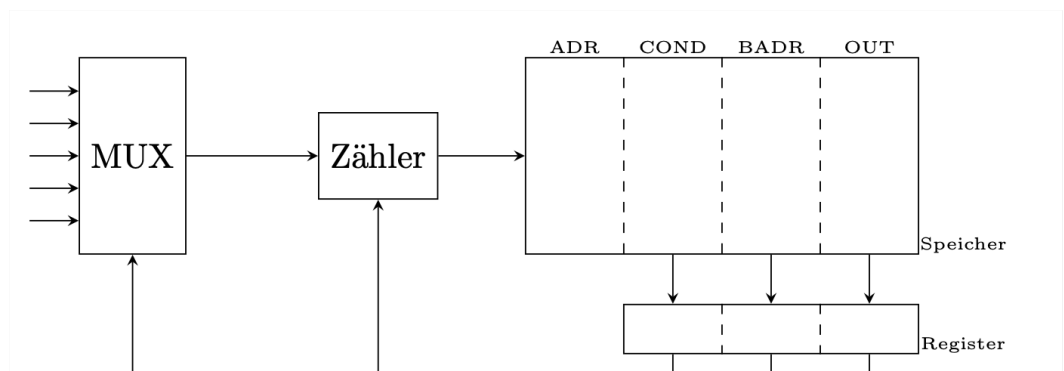 ADR COND BADR OUT
MUX
Zähler
Speicher
Register